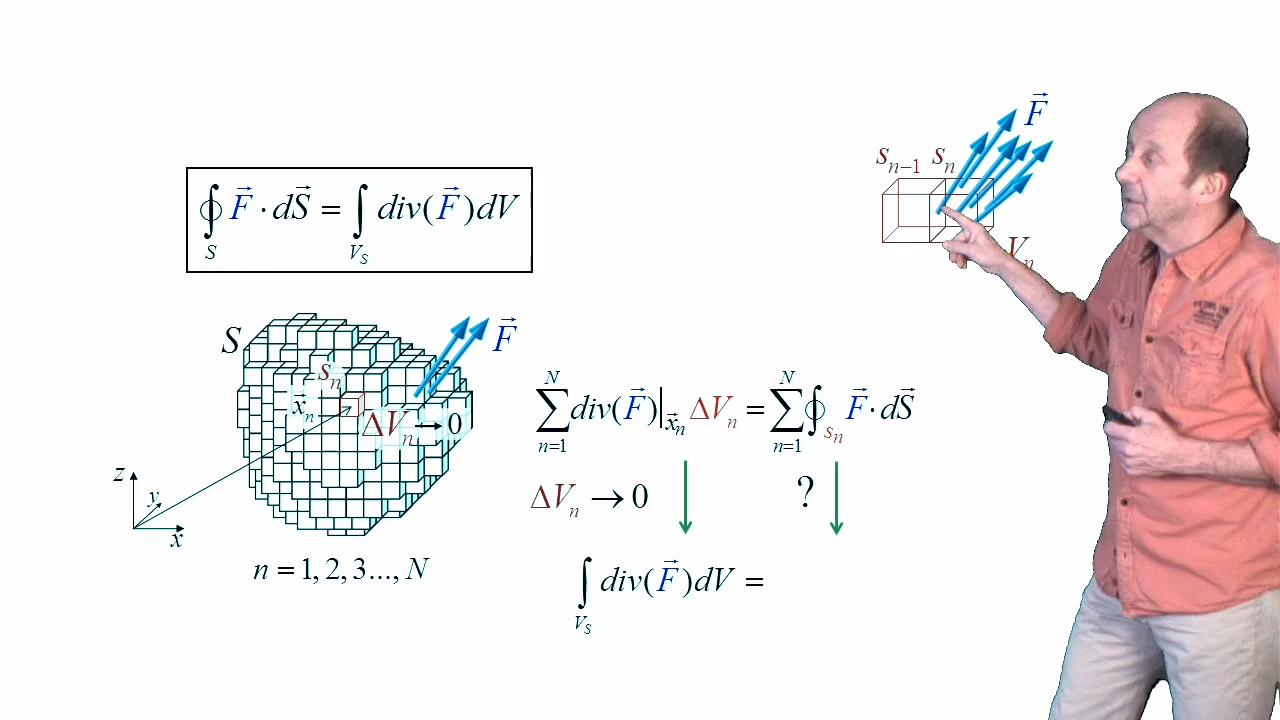 ∮_S F⃗ · dS⃗ = ∫_{V_S} div(F⃗)dV
s_{n−1} s_n F⃗
V_n
S
F⃗
s_n
x⃗_n
ΔV_n → 0
z
y
x
n = 1, 2, 3..., N
∑_{n=1}^{N} div(F⃗)|_{x⃗_n} ΔV_n = ∑_{n=1}^{N} ∮_{s_n} F⃗ · dS⃗
ΔV_n → 0 ?
∫_{V_S} div(F⃗)dV =